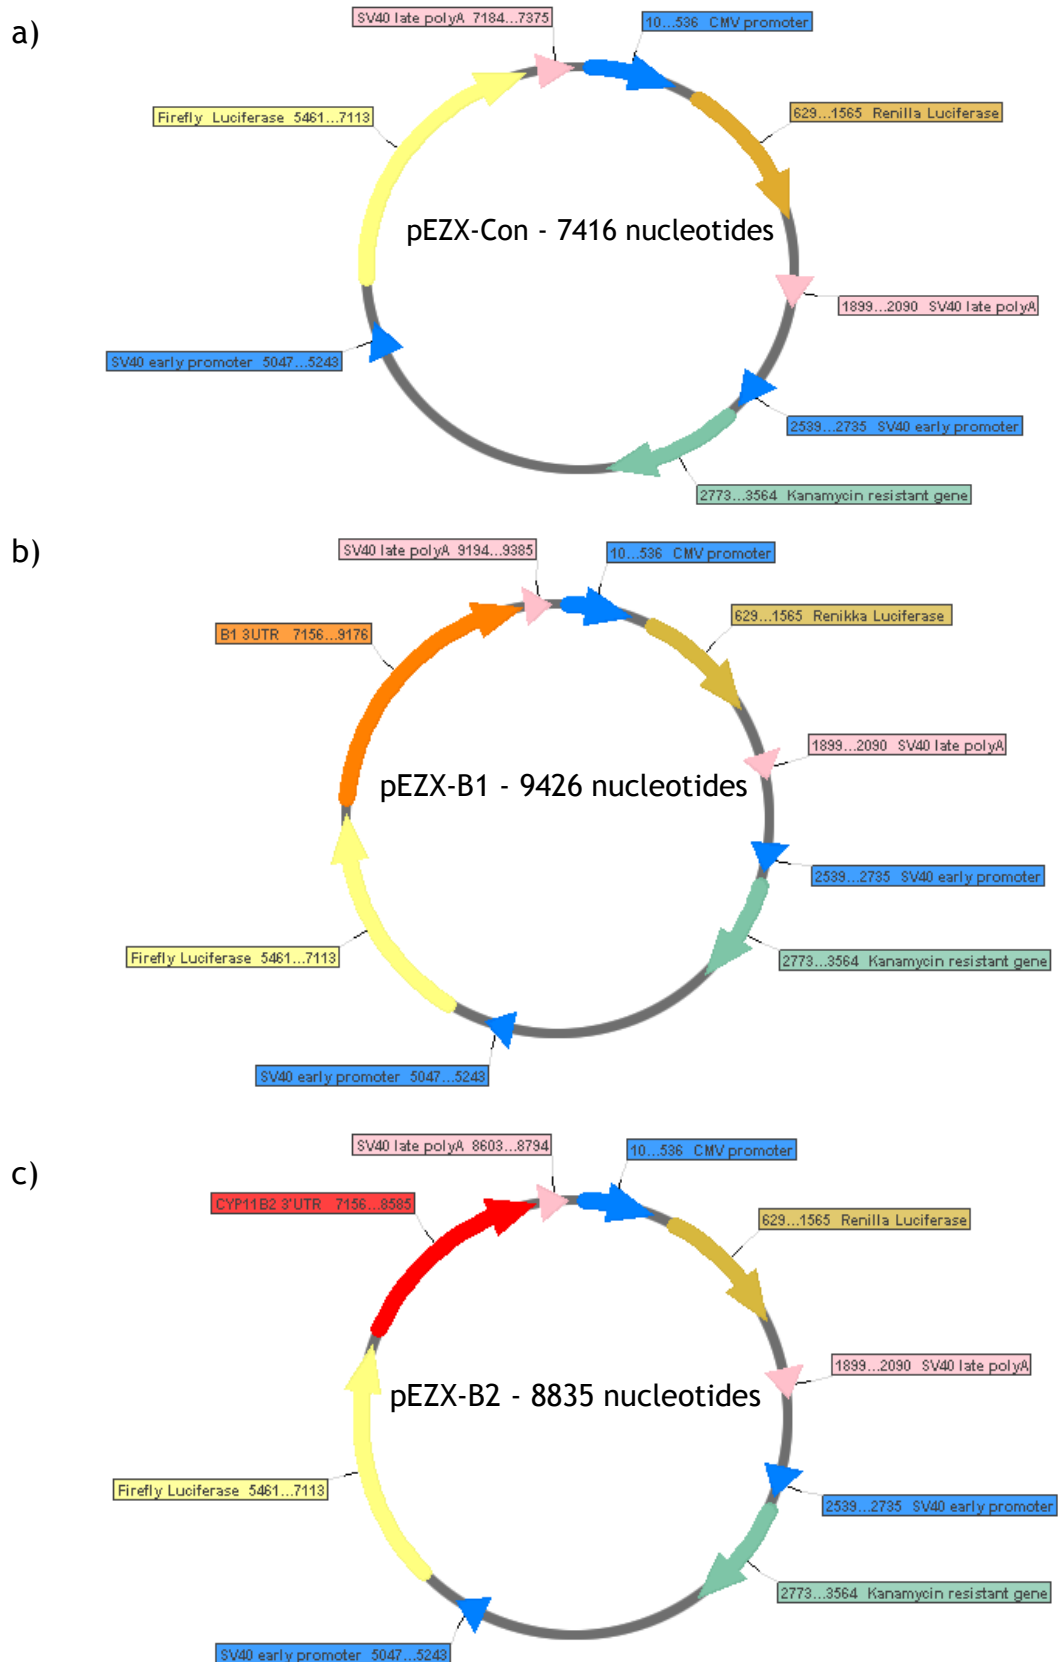 a)
SV40 late polyA 7184...7375
10...536 CMV promoter
Firefly Luciferase 5461...7113
629...1565 Renilla Luciferase
pEZX-Con - 7416 nucleotides
1899...2090 SV40 late polyA
SV40 early promoter 5047...5243
2539...2735 SV40 early promoter
2773...3564 Kanamycin resistant gene
b)
SV40 late polyA 9194...9385
10...536 CMV promoter
B1 3UTR 7156...9176
629...1565 Renikka Luciferase
1899...2090 SV40 late polyA
pEZX-B1 - 9426 nucleotides
2539...2735 SV40 early promoter
Firefly Luciferase 5461...7113
2773...3564 Kanamycin resistant gene
SV40 early promoter 5047...5243
c)
SV40 late polyA 8603...8794
10...536 CMV promoter
CYP11B2 3'UTR 7156...8585
629...1565 Renilla Luciferase
1899...2090 SV40 late polyA
pEZX-B2 - 8835 nucleotides
Firefly Luciferase 5461...7113
2539...2735 SV40 early promoter
2773...3564 Kanamycin resistant gene
SV40 early promoter 5047...5243